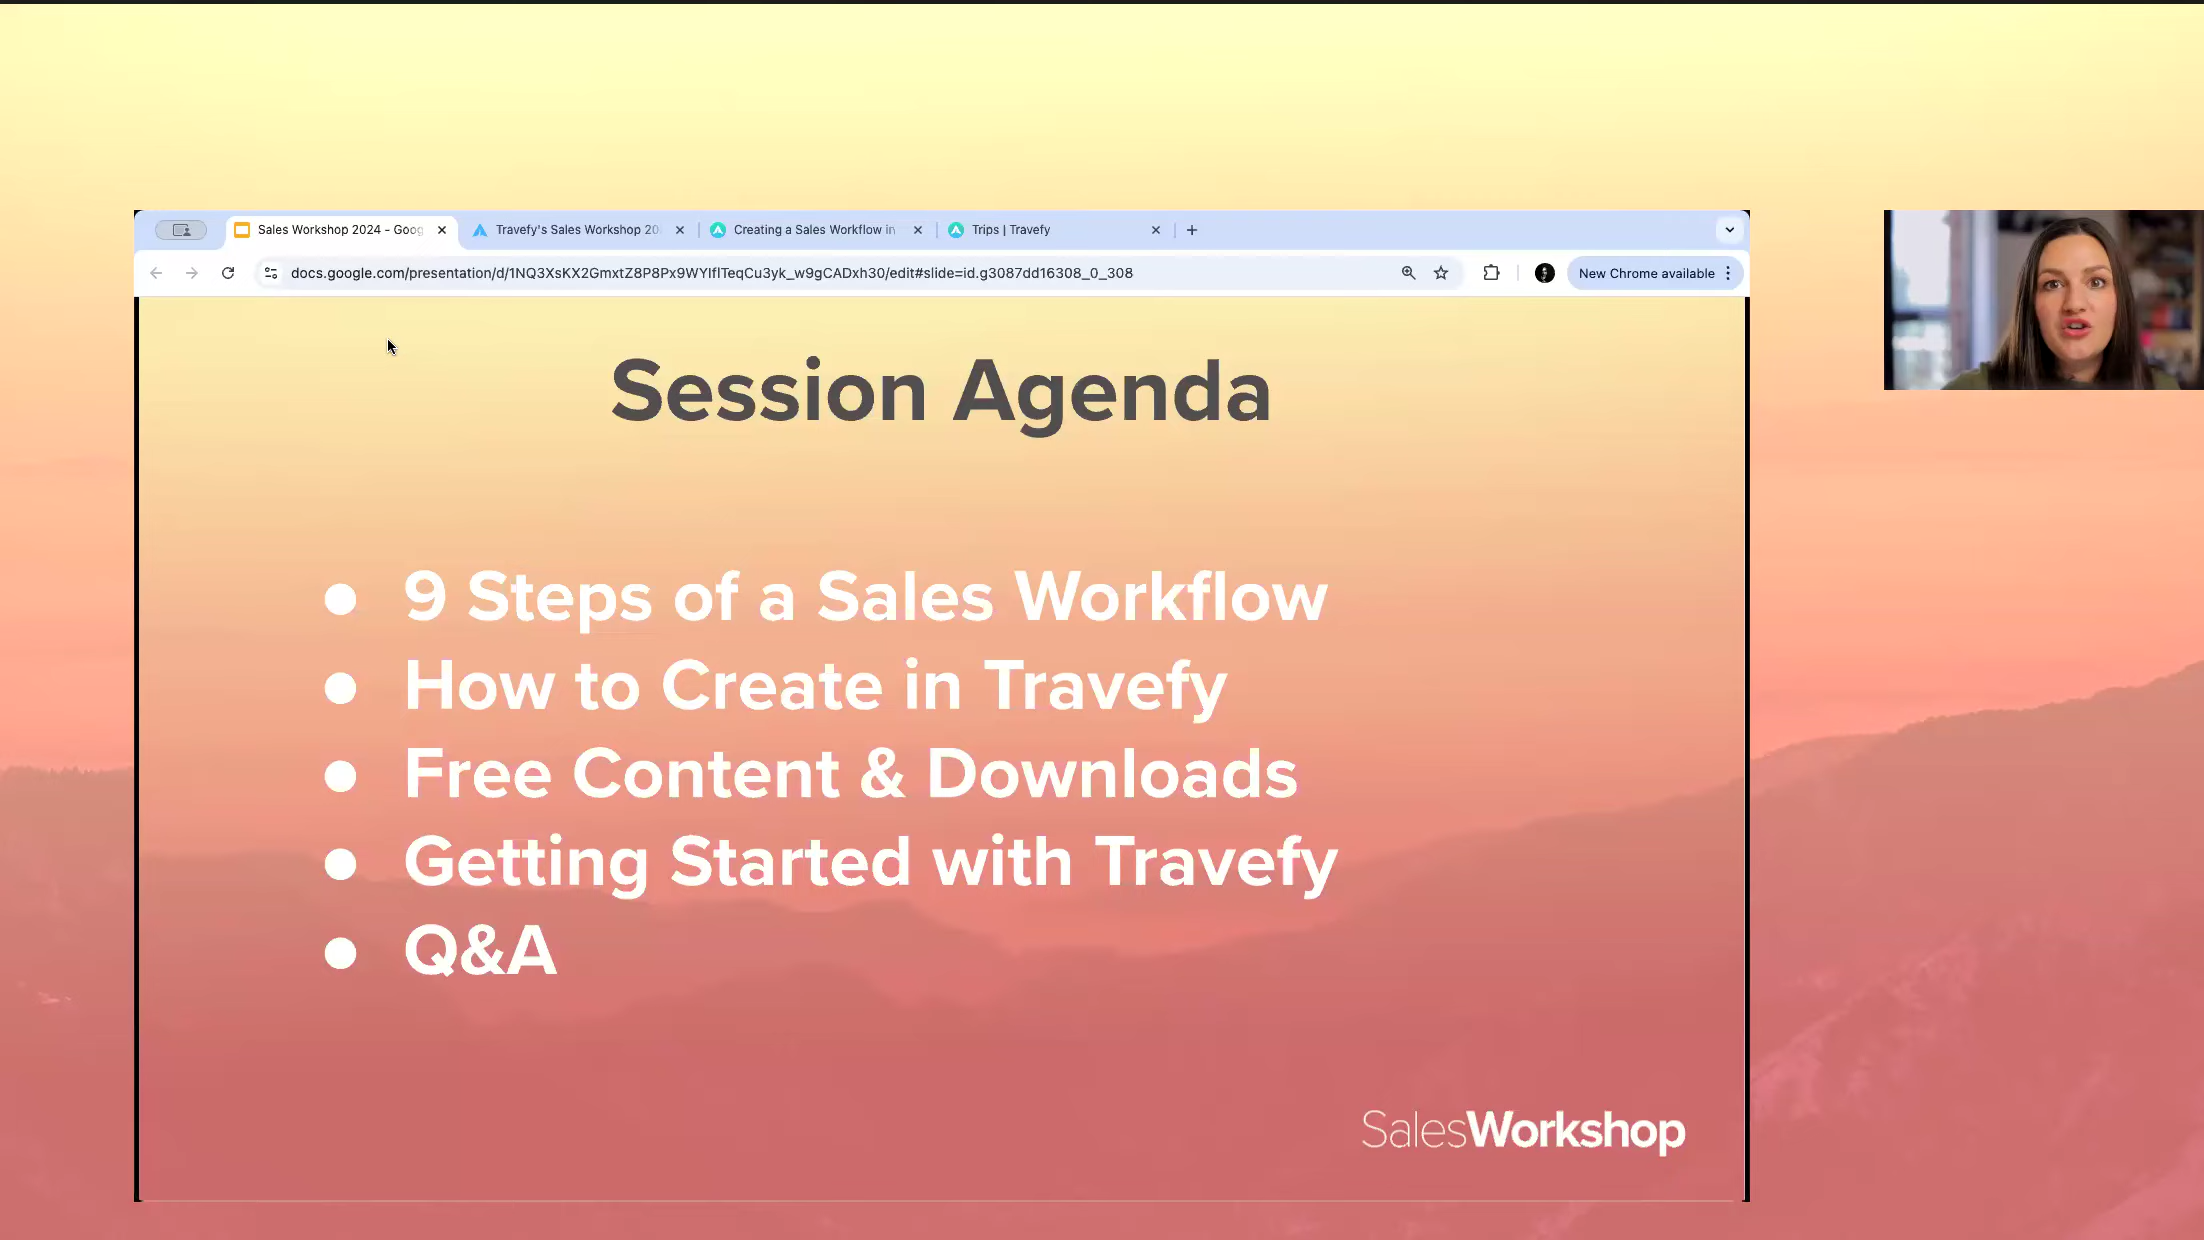 Sales Workshop 2024 - Goog
Travefy's Sales Workshop 20
Creating a Sales Workflow in
Trips | Travefy
docs.google.com/presentation/d/1NQ3XsKX2GmxtZ8P8Px9WYIfITeqCu3yk_w9gCADxh30/edit#slide=id.g3087dd16308_0_308
New Chrome available
Session Agenda
● 9 Steps of a Sales Workflow
● How to Create in Travefy
● Free Content & Downloads
● Getting Started with Travefy
● Q&A
SalesWorkshop